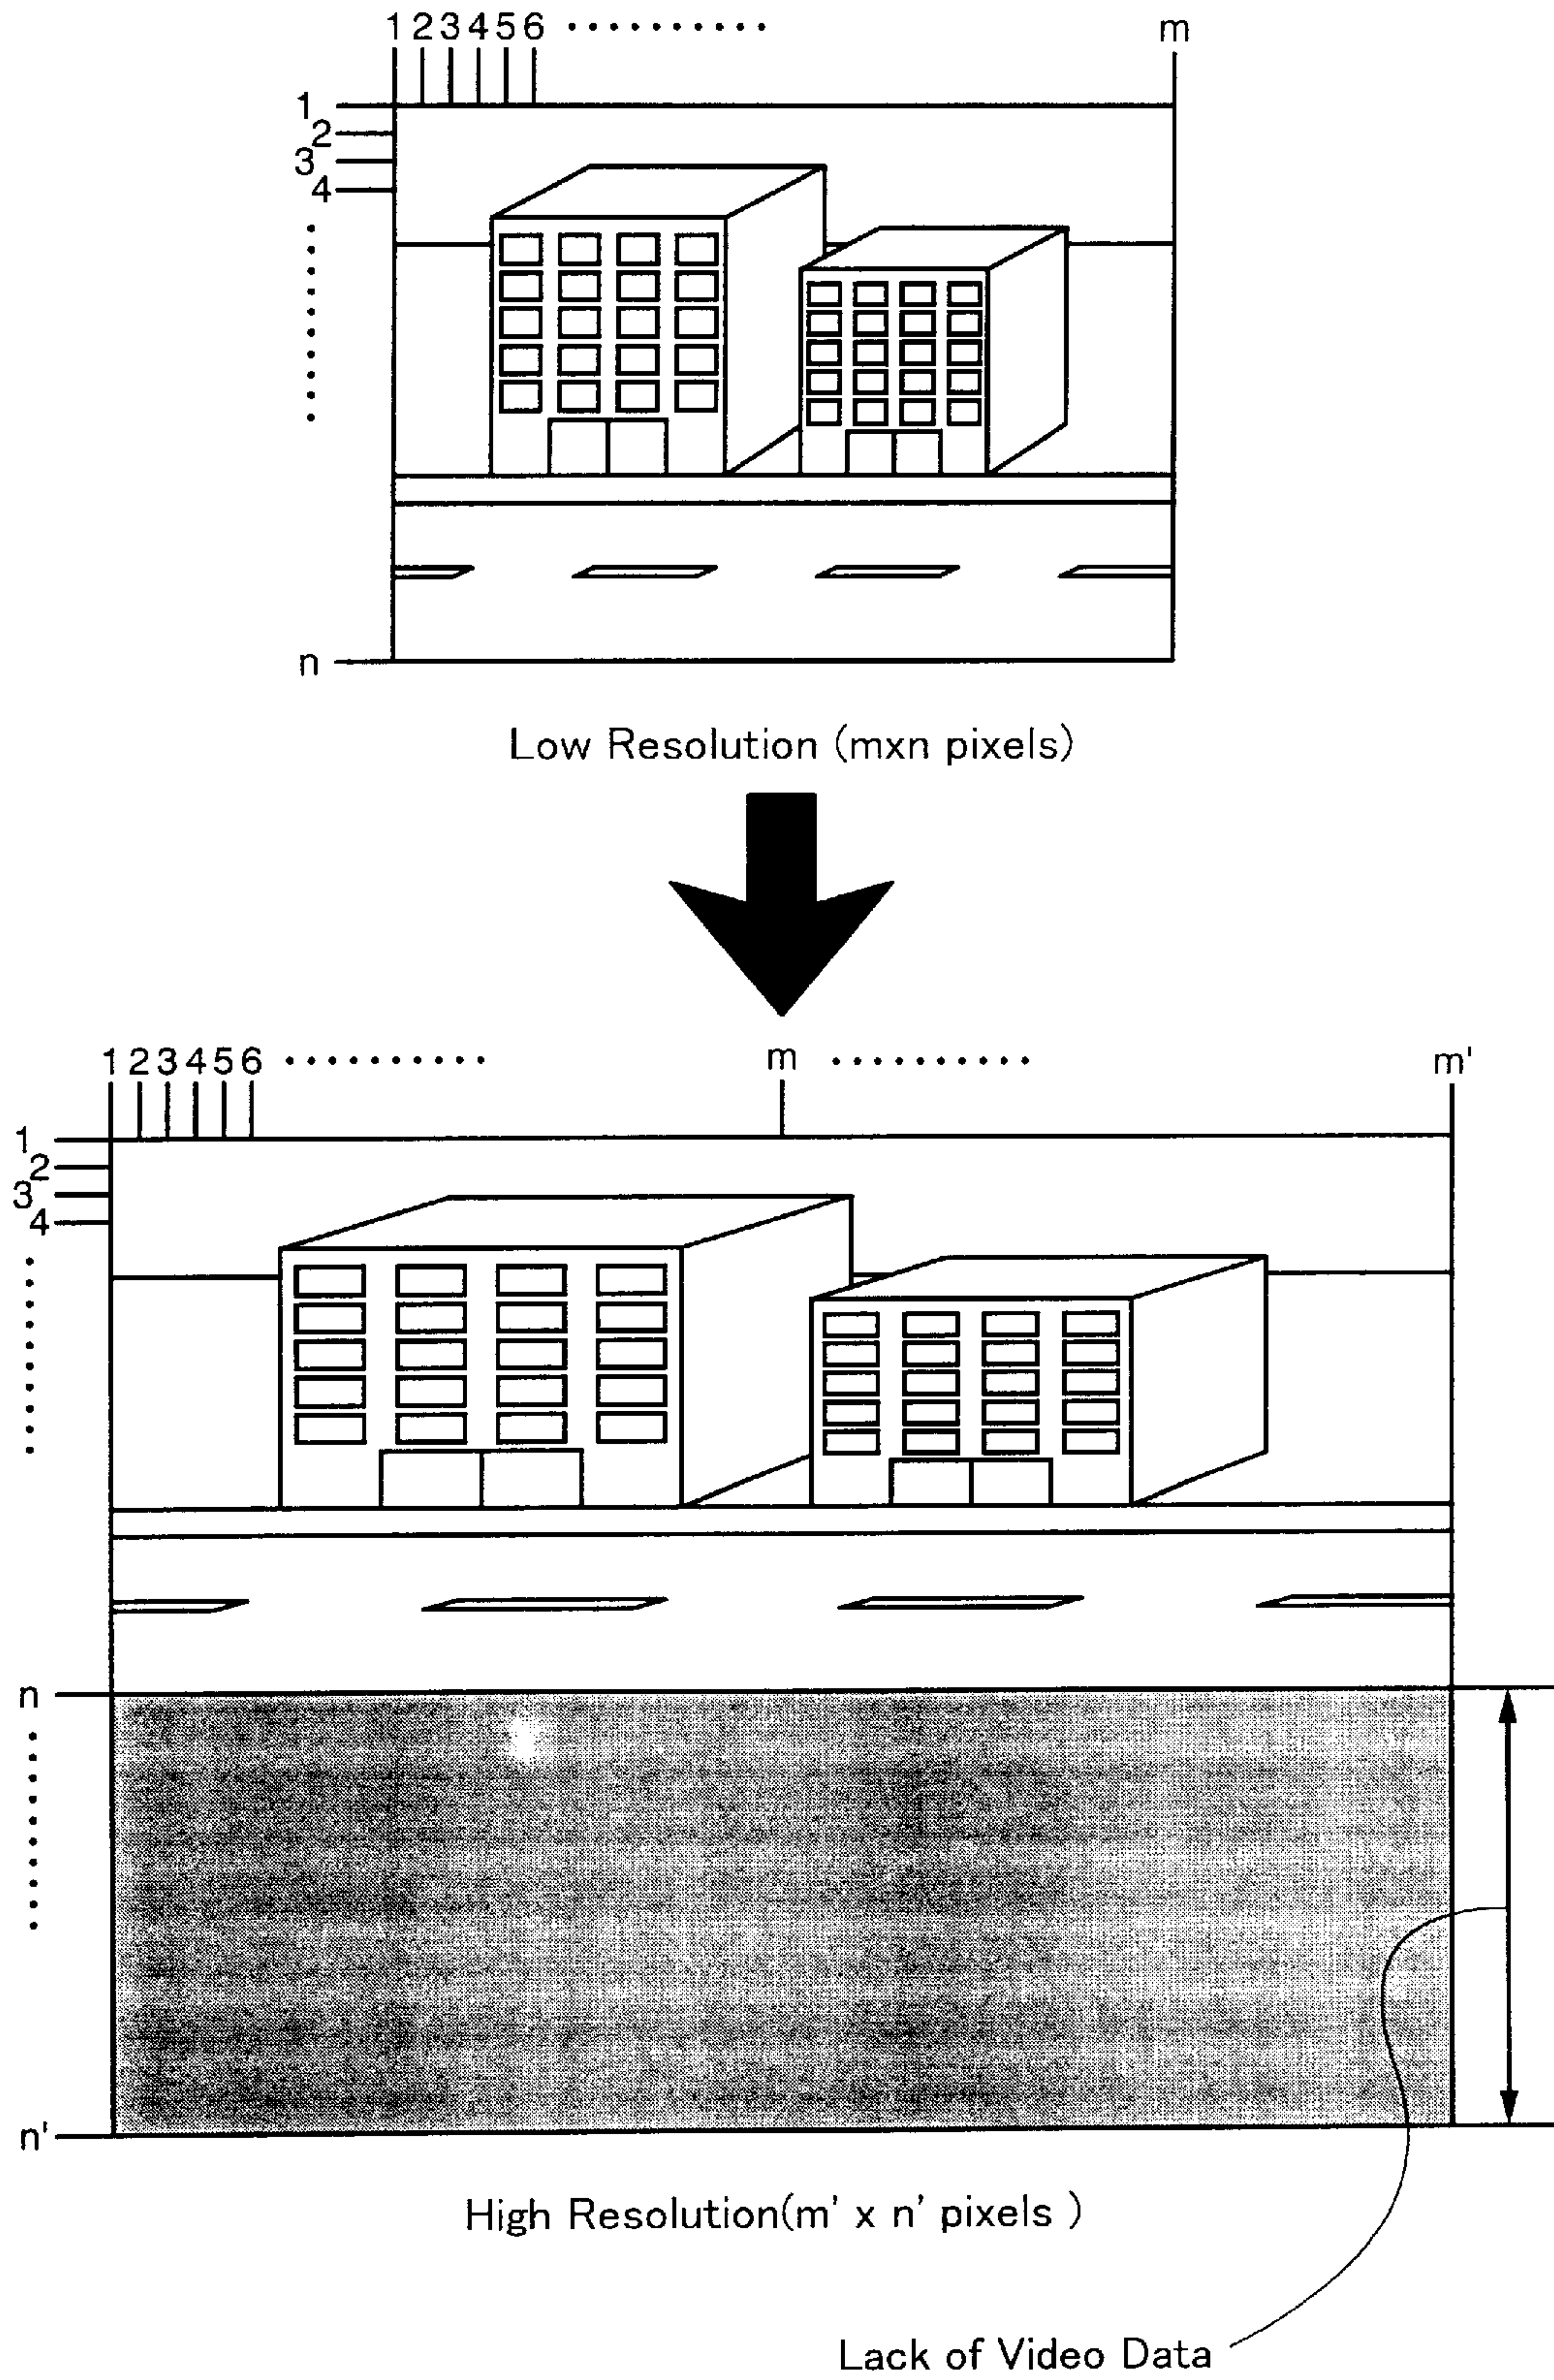 1 2 3 4 5 6 .......... m
1
2
3
4
n
Low Resolution (mxn pixels)
1 2 3 4 5 6 .......... m .......... m'
1
2
3
4
n
n'
High Resolution(m' x n' pixels )
Lack of Video Data